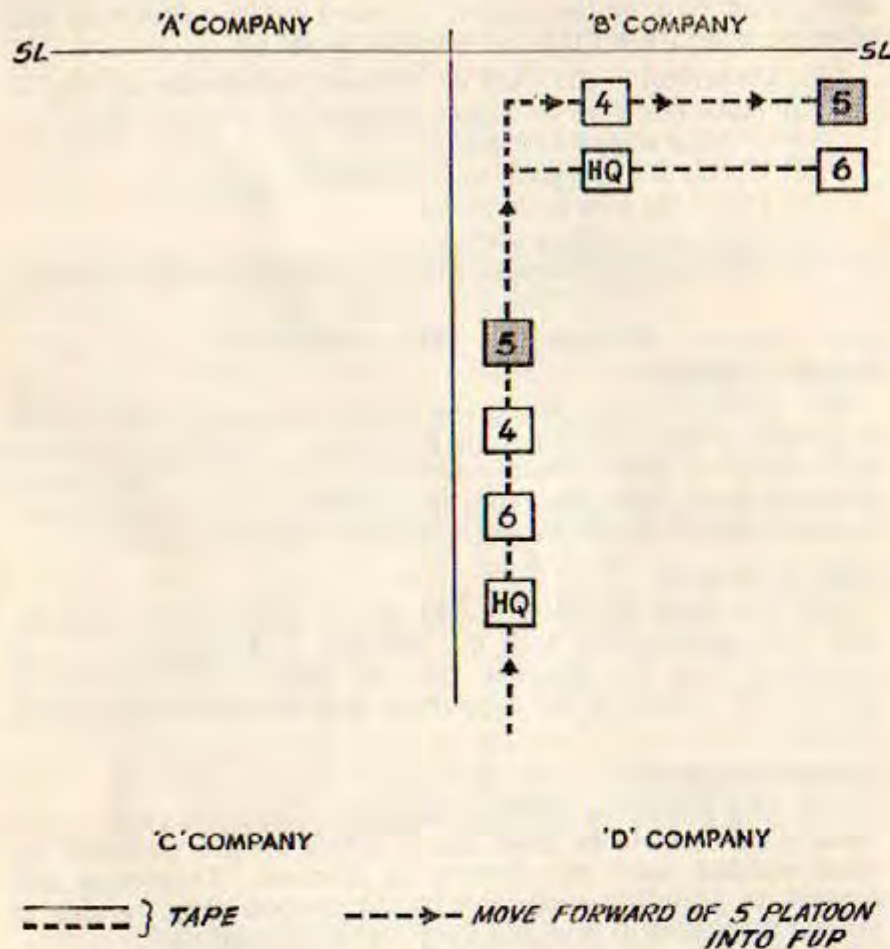 'A' COMPANY 'B' COMPANY
SL SL
4 5
HQ 6
5
4
6
HQ
'C' COMPANY 'D' COMPANY
TAPE MOVE FORWARD OF 5 PLATOON
INTO FUP